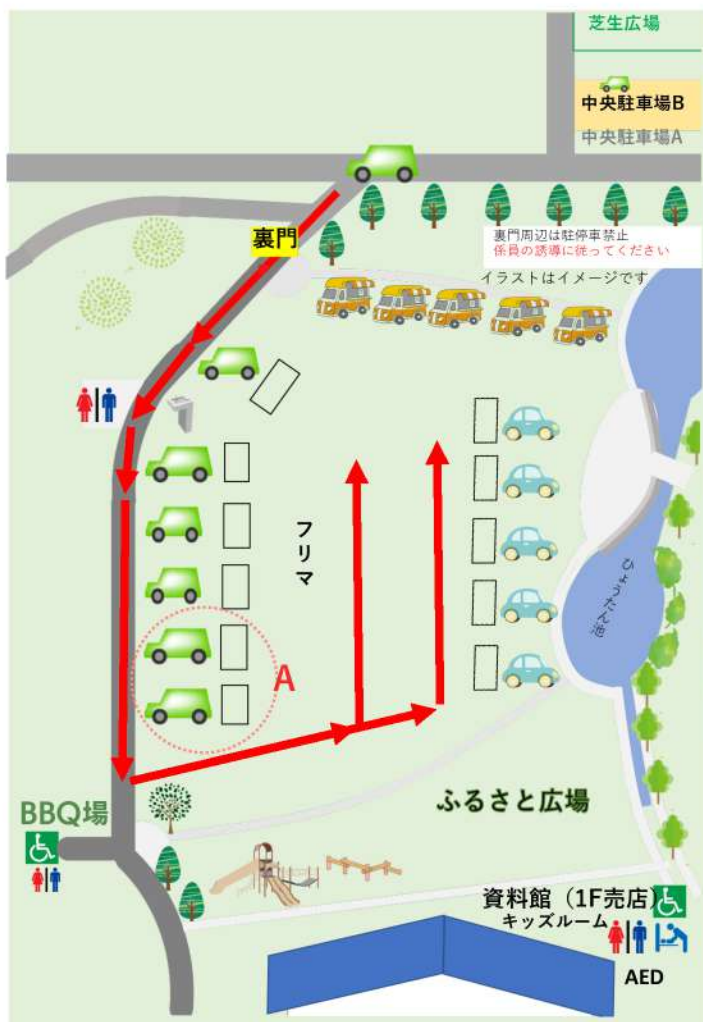 芝生広場
中央駐車場B
中央駐車場A
裏門
裏門周辺は駐停車禁止
係員の誘導に従ってください
イラストはイメージです
フリマ
ひょうたん池
A
ふるさと広場
BBQ場
資料館（1F売店）
キッズルーム
AED